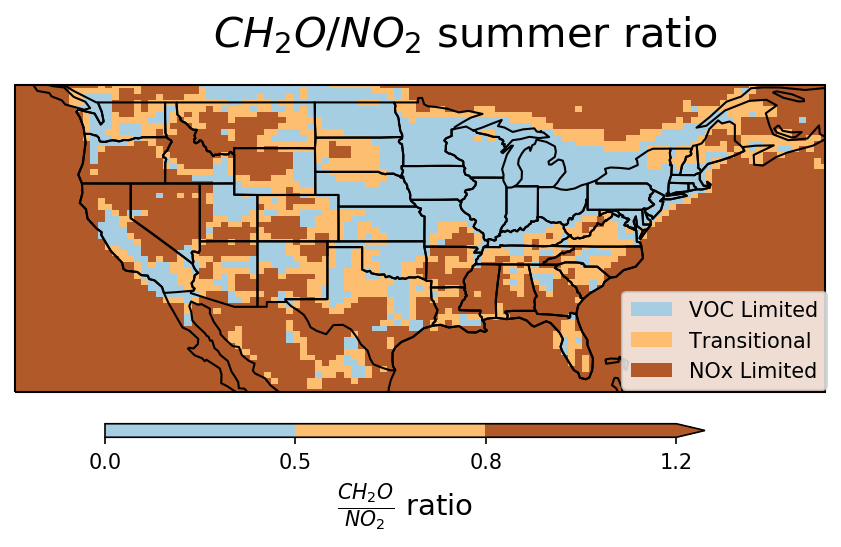 CH₂O/NO₂ summer ratio
VOC Limited
Transitional
NOx Limited
0.0 0.5 0.8 1.2
CH₂O/NO₂ ratio